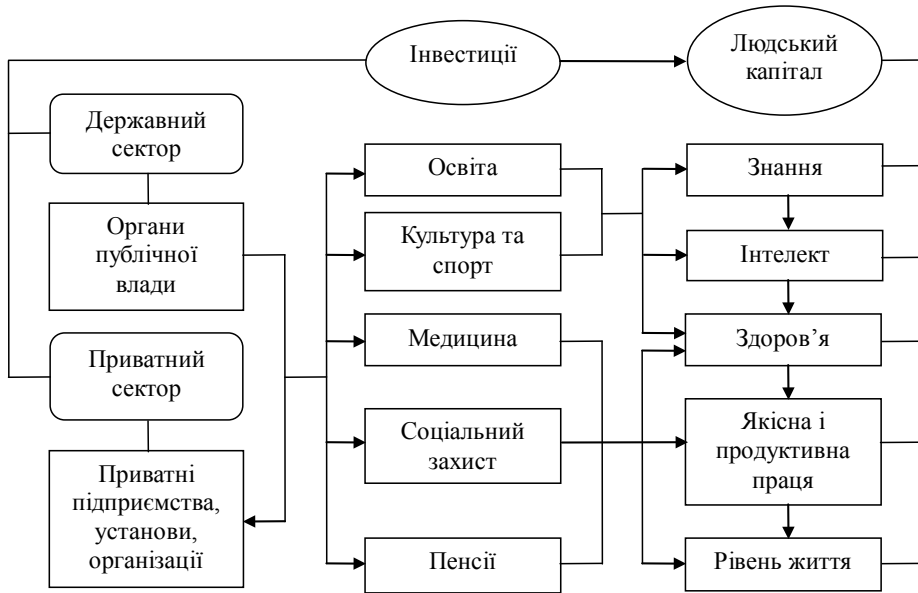 Інвестиції
Людський
капітал
Державний
сектор
Органи
публічної
влади
Приватний
сектор
Приватні
підприємства,
установи,
організації
Освіта
Культура та
спорт
Медицина
Соціальний
захист
Пенсії
Знання
Інтелект
Здоров’я
Якісна і
продуктивна
праця
Рівень життя